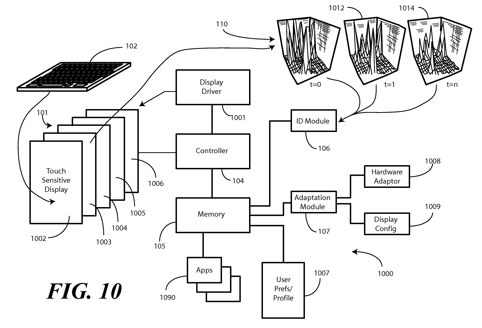 110
1012
1014
102
t=0
t=1
t=n
101
Display
Driver
1001
ID Module
106
Controller
104
1006
1005
1004
1003
1002
Touch
Sensitive
Display
Memory
105
Adaptation
Module
107
Hardware
Adaptor
1008
Display
Config
1009
Apps
1090
User
Prefs/
Profile
1007
1000
FIG. 10